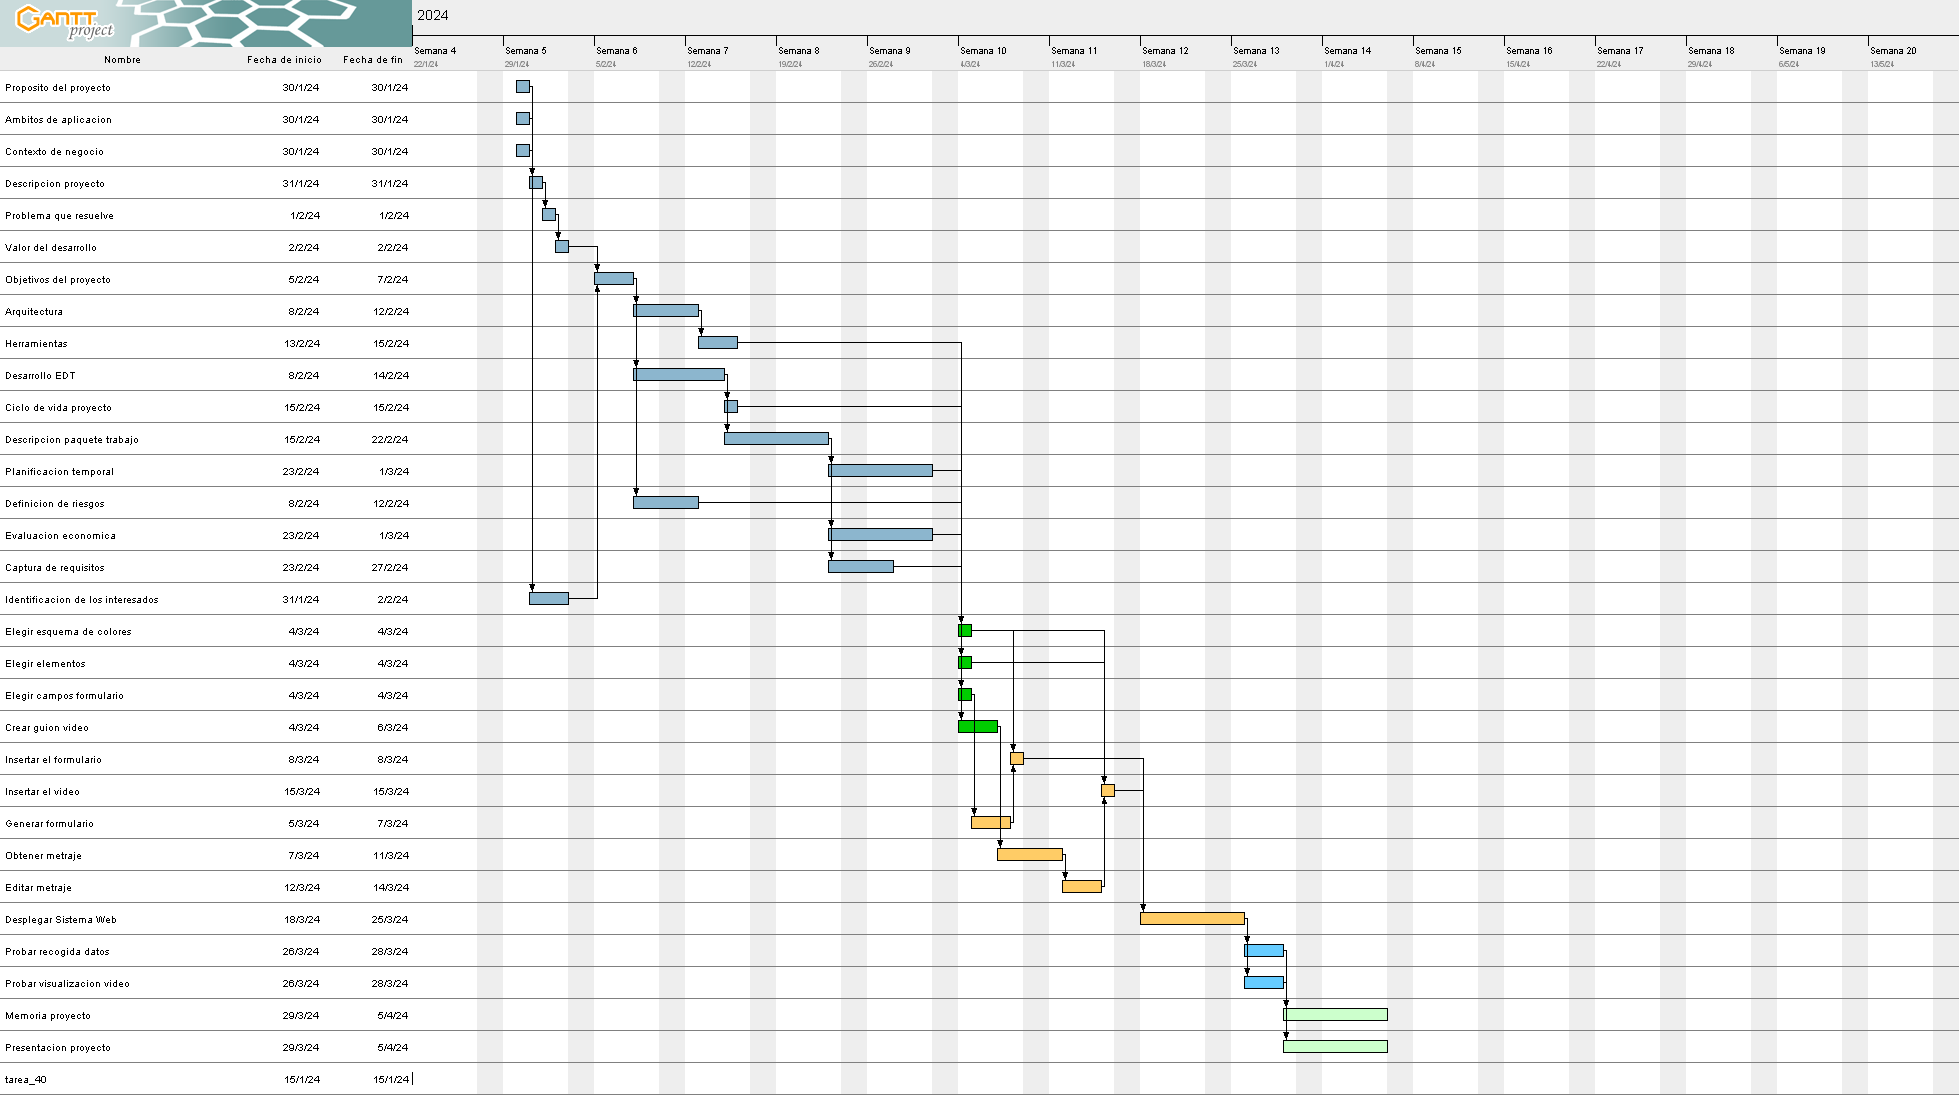 GANTT
project
2024
Semana 4 Semana 5 Semana 6 Semana 7 Semana 8 Semana 9 Semana 10 Semana 11 Semana 12 Semana 13 Semana 14 Semana 15 Semana 16 Semana 17 Semana 18 Semana 19 Semana 20
Nombre Fecha de inicio Fecha de fin 22/1/24 29/1/24 5/2/24 12/2/24 19/2/24 26/2/24 4/3/24 11/3/24 18/3/24 25/3/24 1/4/24 8/4/24 15/4/24 22/4/24 29/4/24 6/5/24 13/5/24
Proposito del proyecto 30/1/24 30/1/24
Ambitos de aplicacion 30/1/24 30/1/24
Contexto de negocio 30/1/24 30/1/24
Descripcion proyecto 31/1/24 31/1/24
Problema que resuelve 1/2/24 1/2/24
Valor del desarrollo 2/2/24 2/2/24
Objetivos del proyecto 5/2/24 7/2/24
Arquitectura 8/2/24 12/2/24
Herramientas 13/2/24 15/2/24
Desarrollo EDT 8/2/24 14/2/24
Ciclo de vida proyecto 15/2/24 15/2/24
Descripcion paquete trabajo 15/2/24 22/2/24
Planificacion temporal 23/2/24 1/3/24
Definicion de riesgos 8/2/24 12/2/24
Evaluacion economica 23/2/24 1/3/24
Captura de requisitos 23/2/24 27/2/24
Identificacion de los interesados 31/1/24 2/2/24
Elegir esquema de colores 4/3/24 4/3/24
Elegir elementos 4/3/24 4/3/24
Elegir campos formulario 4/3/24 4/3/24
Crear guion video 4/3/24 6/3/24
Insertar el formulario 8/3/24 8/3/24
Insertar el video 15/3/24 15/3/24
Generar formulario 5/3/24 7/3/24
Obtener metraje 7/3/24 11/3/24
Editar metraje 12/3/24 14/3/24
Desplegar Sistema Web 18/3/24 25/3/24
Probar recogida datos 26/3/24 28/3/24
Probar visualizacion video 26/3/24 28/3/24
Memoria proyecto 29/3/24 5/4/24
Presentacion proyecto 29/3/24 5/4/24
tarea_40 15/1/24 15/1/24